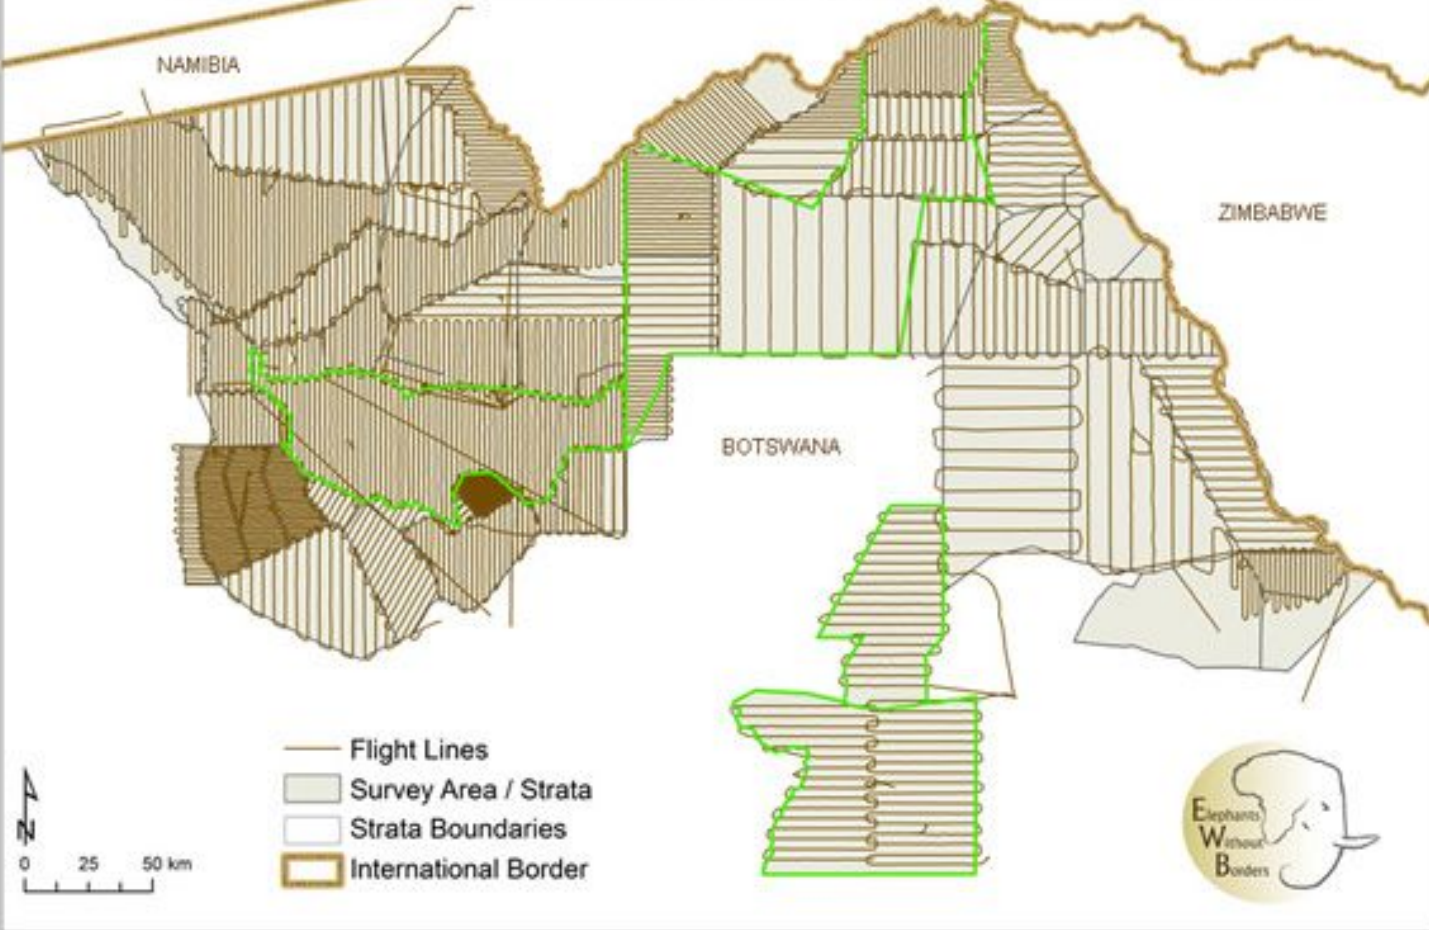 NAMIBIA
ZIMBABWE
BOTSWANA
Flight Lines
Survey Area / Strata
Strata Boundaries
International Border
N
0 25 50 km
Elephants
Without
Borders